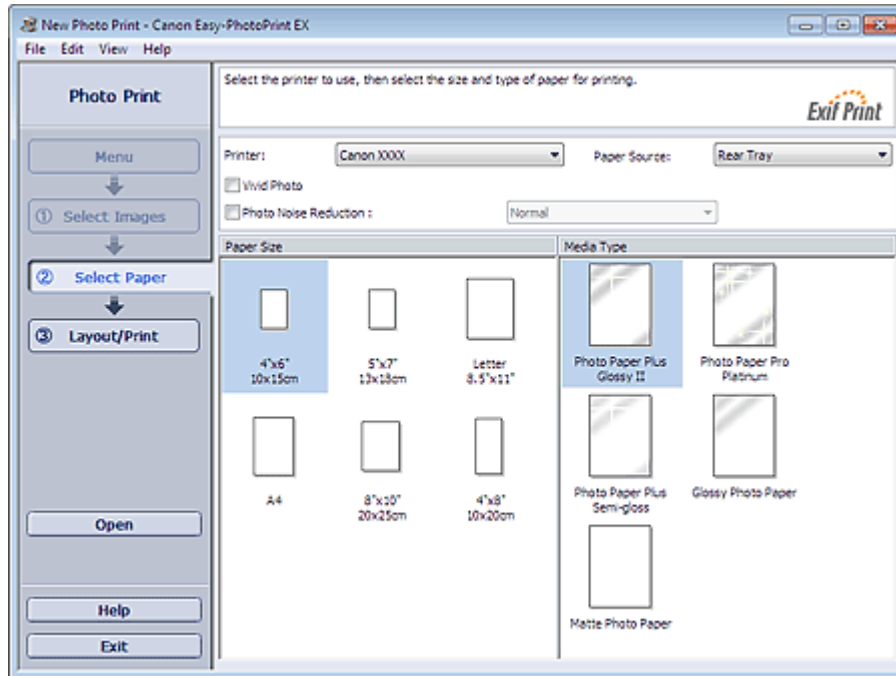 New Photo Print - Canon Easy-PhotoPrint EX
File Edit View Help
Photo Print
Select the printer to use, then select the size and type of paper for printing.
Exif Print
Menu
① Select Images
② Select Paper
③ Layout/Print
Open
Help
Exit
Printer: Canon XXXX Paper Source: Rear Tray
Vivid Photo
Photo Noise Reduction : Normal
Paper Size
4"x6"
10x15cm
5"x7"
13x18cm
Letter
8.5"x11"
A4
8"x10"
20x25cm
4"x8"
10x20cm
Media Type
Photo Paper Plus
Glossy II
Photo Paper Pro
Platinum
Photo Paper Plus
Semi-gloss
Glossy Photo Paper
Matte Photo Paper